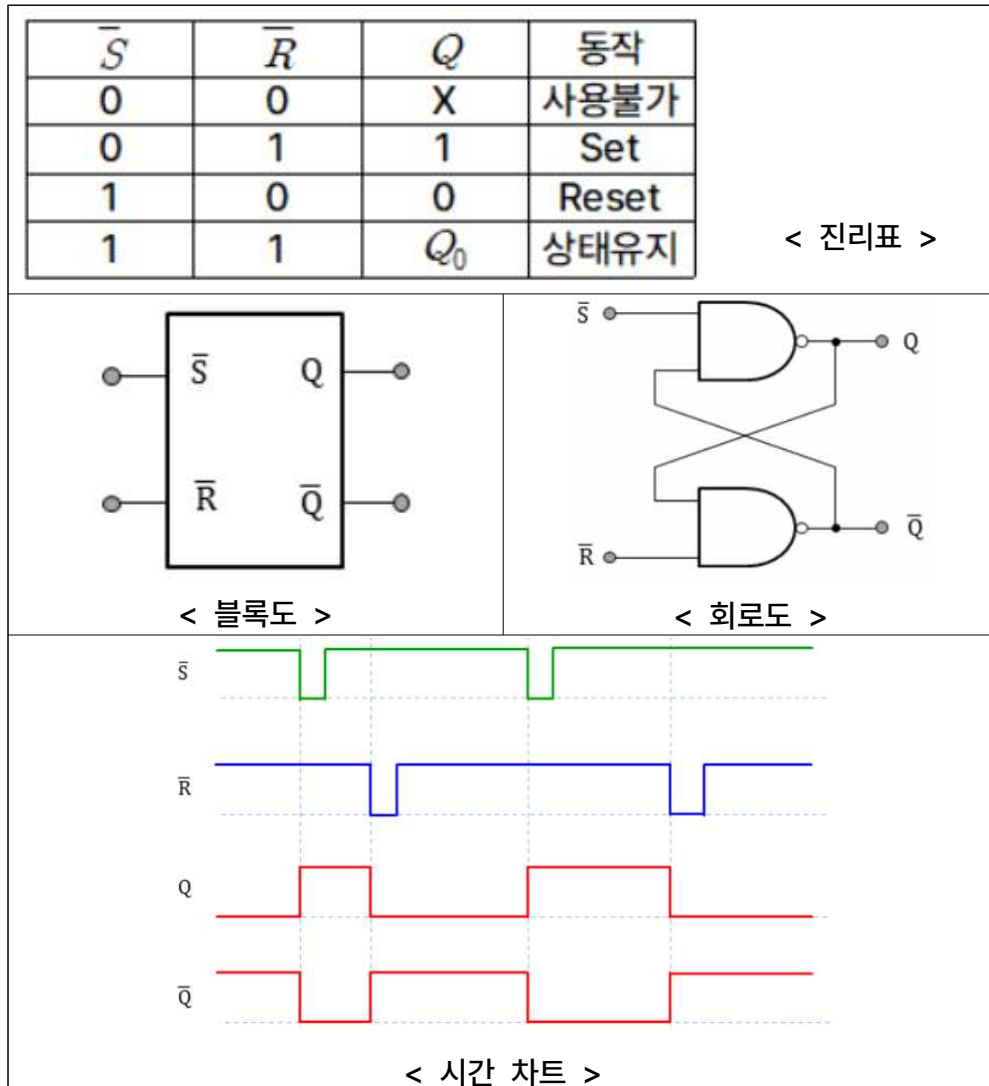 S̅ R̅ Q 동작
0 0 X 사용불가
0 1 1 Set
1 0 0 Reset
1 1 Q₀ 상태유지
< 진리표 >
S̅ Q
R̅ Q̅
< 블록도 >
S̅ Q
R̅ Q̅
< 회로도 >
S̅
R̅
Q
Q̅
< 시간 차트 >